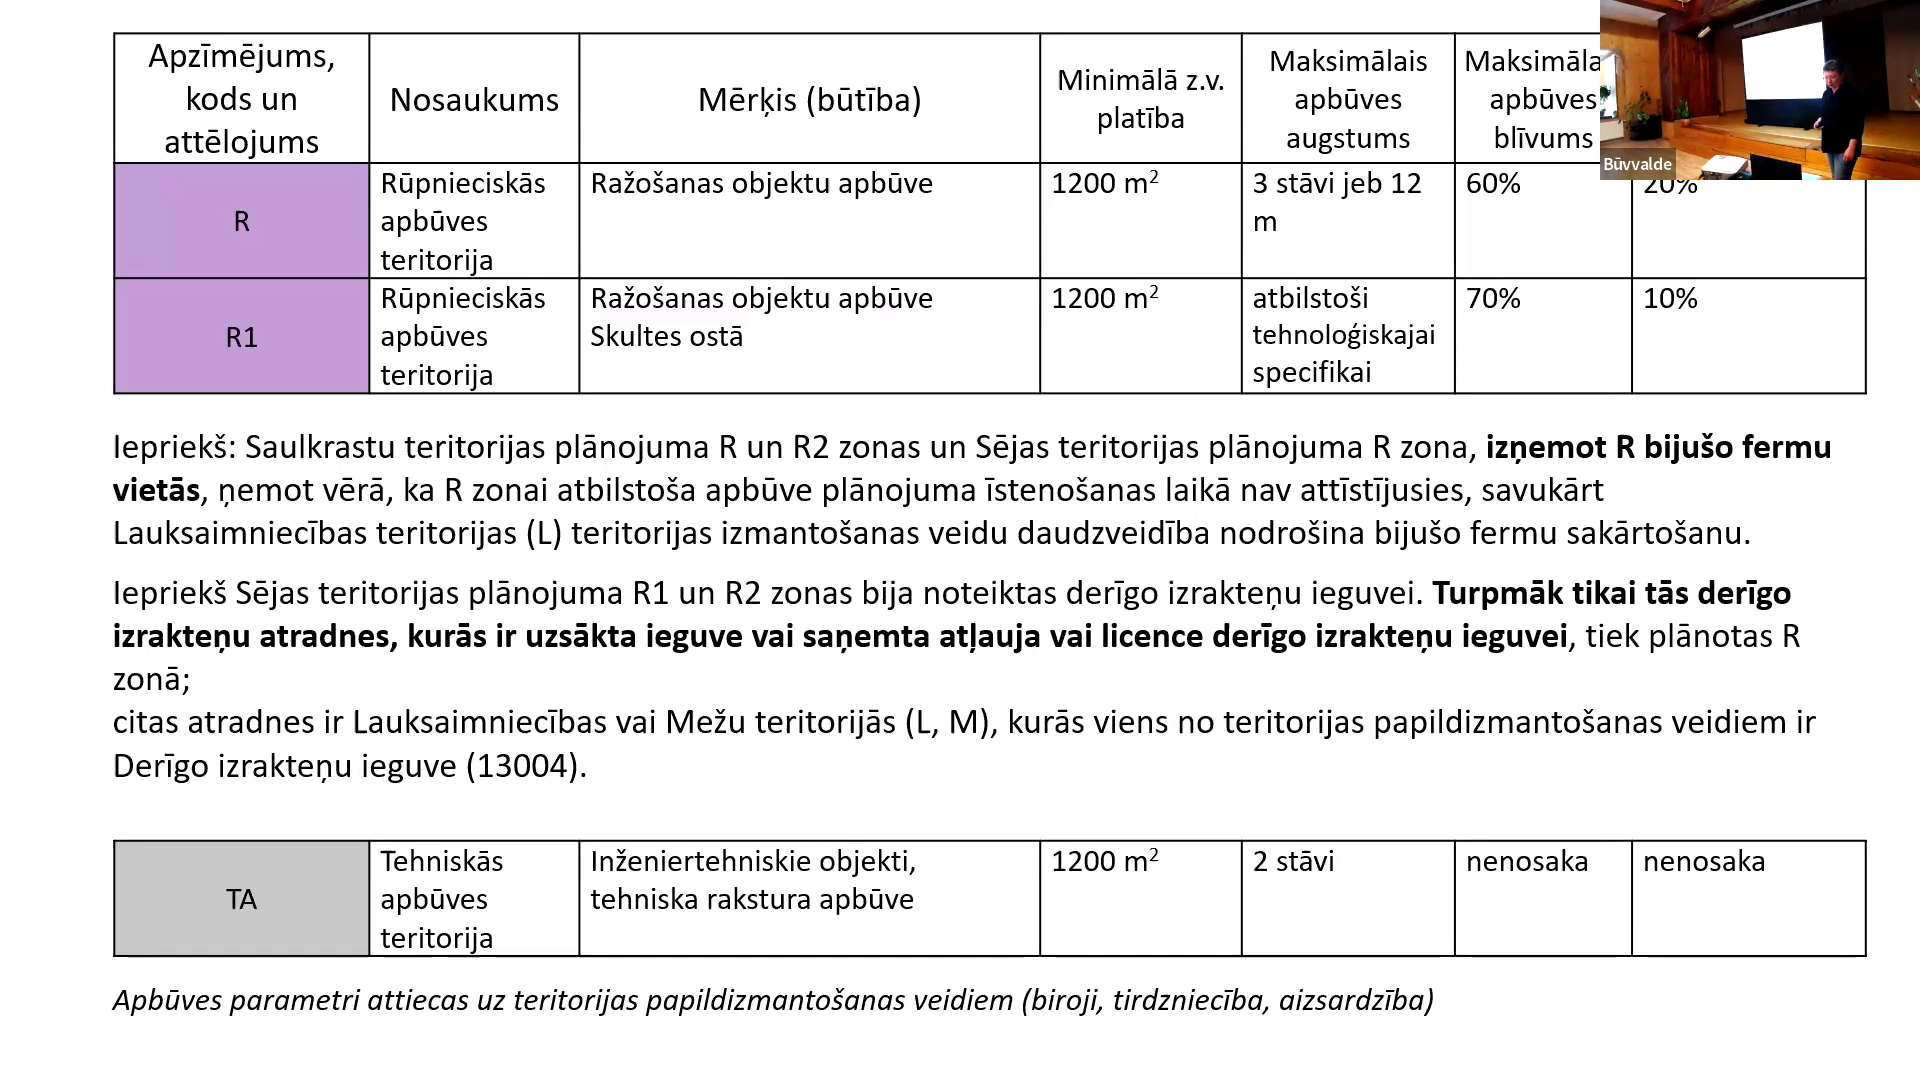 Apzīmējums,
kods un
attēlojums
Nosaukums
Mērķis (būtība)
Minimālā z.v.
platība
Maksimālais
apbūves
augstums
apbūves
blīvums
Būvvalde
R
Rūpnieciskās
apbūves
teritorija
Ražošanas objektu apbūve
1200 m²
3 stāvi jeb 12
m
60%
20%
R1
Rūpnieciskās
apbūves
teritorija
Ražošanas objektu apbūve
Skultes ostā
1200 m²
atbilstoši
tehnoloģiskajai
specifikai
70%
10%
Iepriekš: Saulkrastu teritorijas plānojuma R un R2 zonas un Sējas teritorijas plānojuma R zona, izņemot R bijušo fermu
vietās, ņemot vērā, ka R zonai atbilstoša apbūve plānojuma īstenošanas laikā nav attīstījusies, savukārt
Lauksaimniecības teritorijas (L) teritorijas izmantošanas veidu daudzveidība nodrošina bijušo fermu sakārtošanu.
Iepriekš Sējas teritorijas plānojuma R1 un R2 zonas bija noteiktas derīgo izrakteņu ieguvei. Turpmāk tikai tās derīgo
izrakteņu atradnes, kurās ir uzsākta ieguve vai saņemta atļauja vai licence derīgo izrakteņu ieguvei, tiek plānotas R
zonā;
citas atradnes ir Lauksaimniecības vai Mežu teritorijās (L, M), kurās viens no teritorijas papildizmantošanas veidiem ir
Derīgo izrakteņu ieguve (13004).
TA
Tehniskās
apbūves
teritorija
Inženiertehniskie objekti,
tehniska rakstura apbūve
1200 m²
2 stāvi
nenosaka
nenosaka
Apbūves parametri attiecas uz teritorijas papildizmantošanas veidiem (biroji, tirdzniecība, aizsardzība)